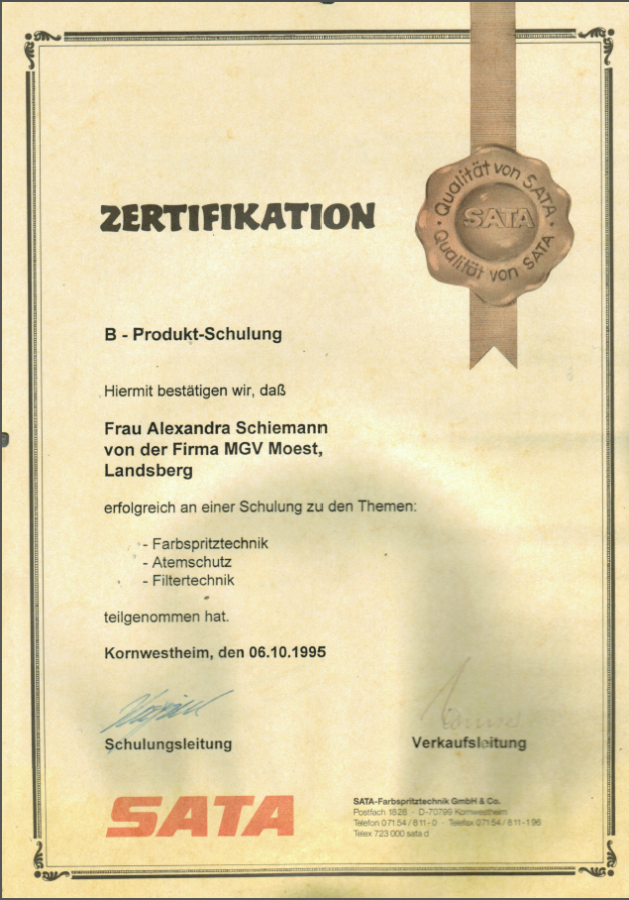 Qualität von SATA
SATA
Qualität von SATA
ZERTIFIKATION
B - Produkt-Schulung
Hiermit bestätigen wir, daß
Frau Alexandra Schiemann
von der Firma MGV Moest,
Landsberg
erfolgreich an einer Schulung zu den Themen:
- Farbspritztechnik
- Atemschutz
- Filtertechnik
teilgenommen hat.
Kornwestheim, den 06.10.1995
Schulungsleitung
Verkaufsleitung
SATA
SATA-Farbspritztechnik GmbH & Co.
Postfach 1828 · D-70799 Kornwestheim
Telefon 07154/811-0 · Telefax 07154/811-196
Telex 723 000 sata d